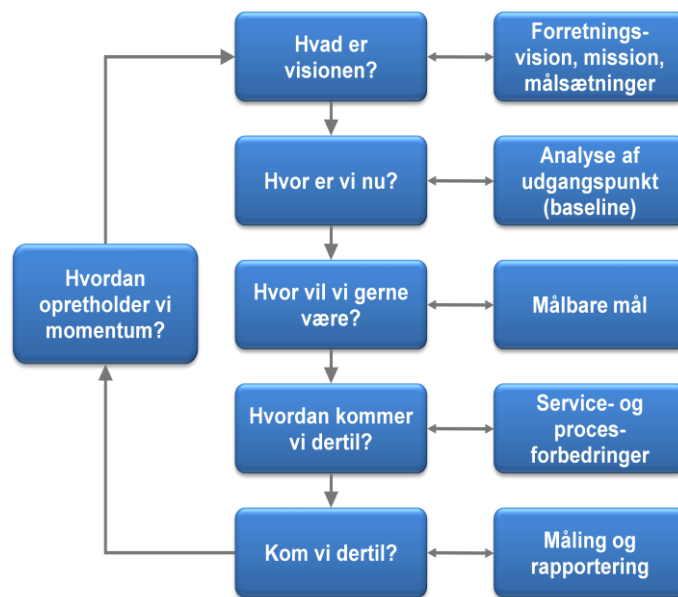 Hvad er
visionen?
Forretnings-
vision, mission,
målsætninger
Hvor er vi nu?
Analyse af
udgangspunkt
(baseline)
Hvordan
opretholder vi
momentum?
Hvor vil vi gerne
være?
Målbare mål
Hvordan kommer
vi dertil?
Service- og
proces-
forbedringer
Kom vi dertil?
Måling og
rapportering